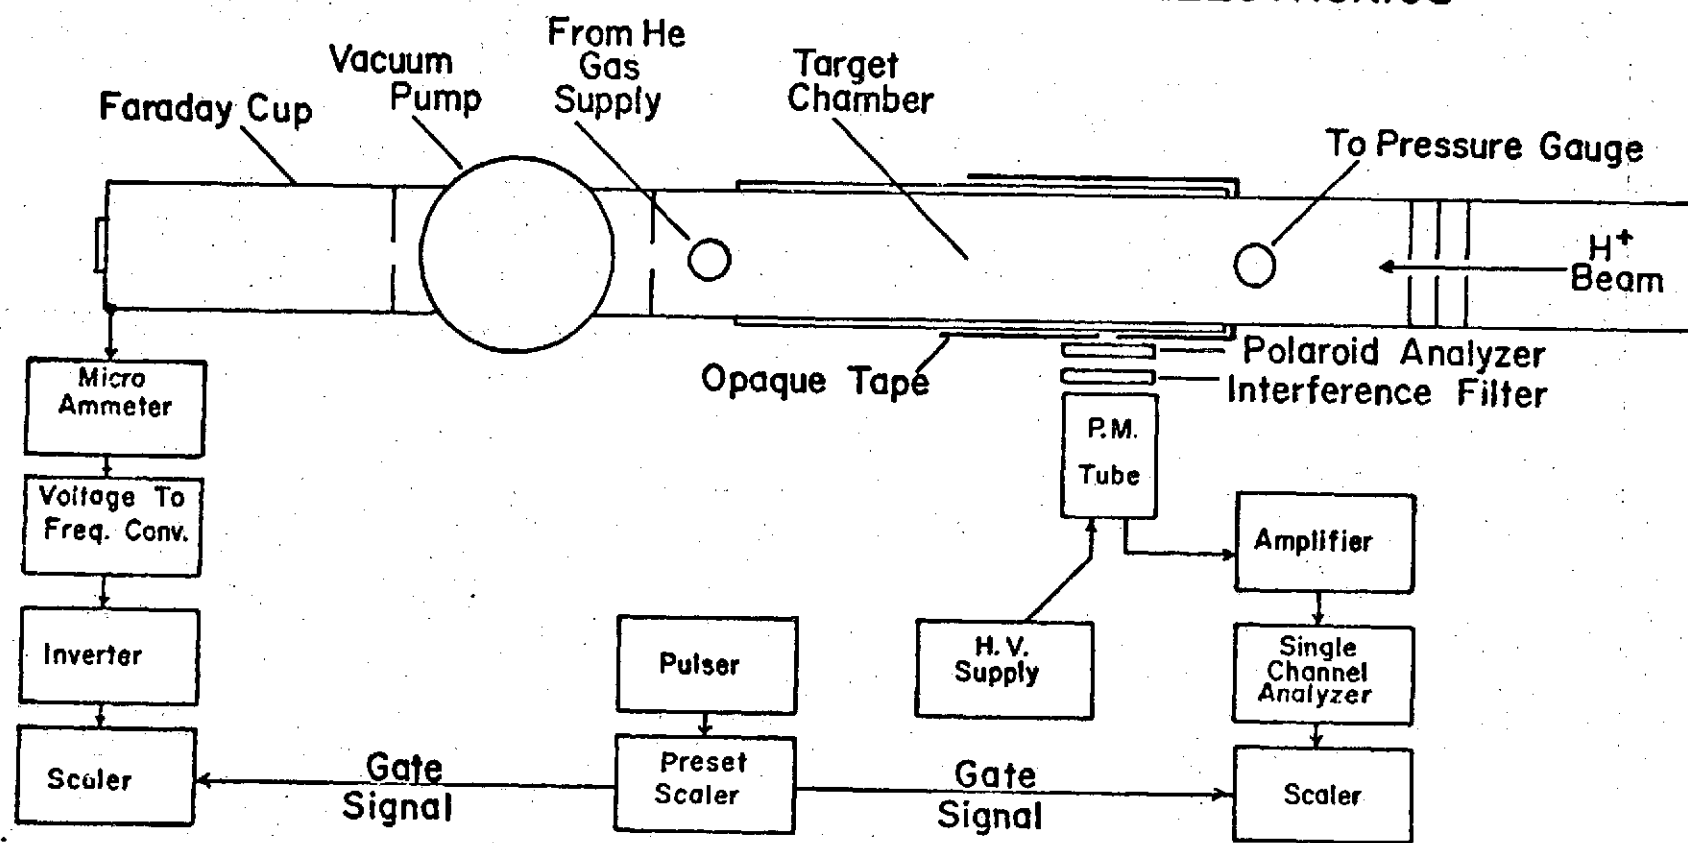 From He
Gas
Supply
Vacuum
Pump
Target
Chamber
Faraday Cup
To Pressure Gauge
H+
Beam
Opaque Tape
Polaroid Analyzer
Interference Filter
Micro
Ammeter
P.M.
Tube
Voltage To
Freq. Conv.
Amplifier
Inverter
Pulser
H. V.
Supply
Single
Channel
Analyzer
Scaler
Gate
Signal
Preset
Scaler
Gate
Signal
Scaler